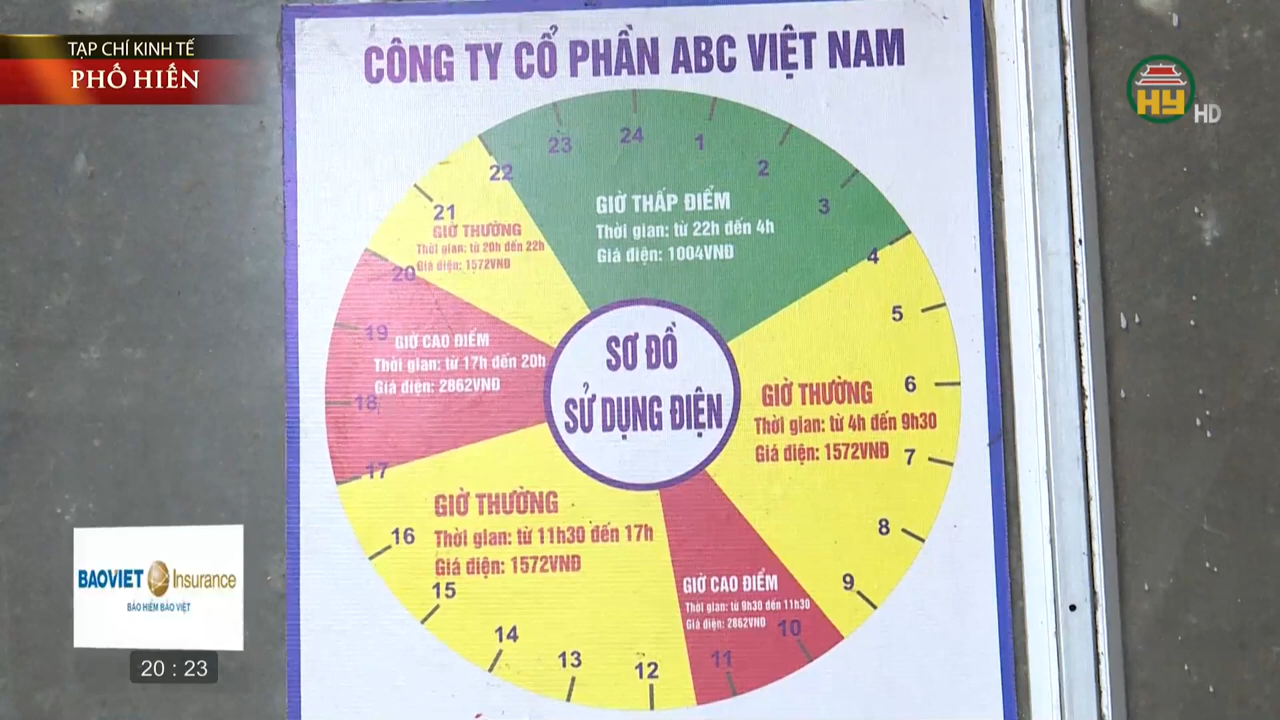 TẠP CHÍ KINH TẾ
PHỐ HIẾN
HY HD
CÔNG TY CỔ PHẦN ABC VIỆT NAM
22
23
24
1
2
3
4
5
6
7
8
9
10
11
12
13
14
15
16
17
18
19
20
21
GIỜ THẤP ĐIỂM
Thời gian: từ 22h đến 4h
Giá điện: 1004VNĐ
GIỜ THƯỜNG
Thời gian: từ 20h đến 22h
Giá điện: 1572VNĐ
GIỜ CAO ĐIỂM
Thời gian: từ 17h đến 20h
Giá điện: 2862VNĐ
SƠ ĐỒ
SỬ DỤNG ĐIỆN
GIỜ THƯỜNG
Thời gian: từ 4h đến 9h30
Giá điện: 1572VNĐ
GIỜ THƯỜNG
Thời gian: từ 11h30 đến 17h
Giá điện: 1572VNĐ
GIỜ CAO ĐIỂM
Thời gian: từ 9h30 đến 11h30
Giá điện: 2862VNĐ
BAOVIET Insurance
BẢO HIỂM BẢO VIỆT
20 : 23